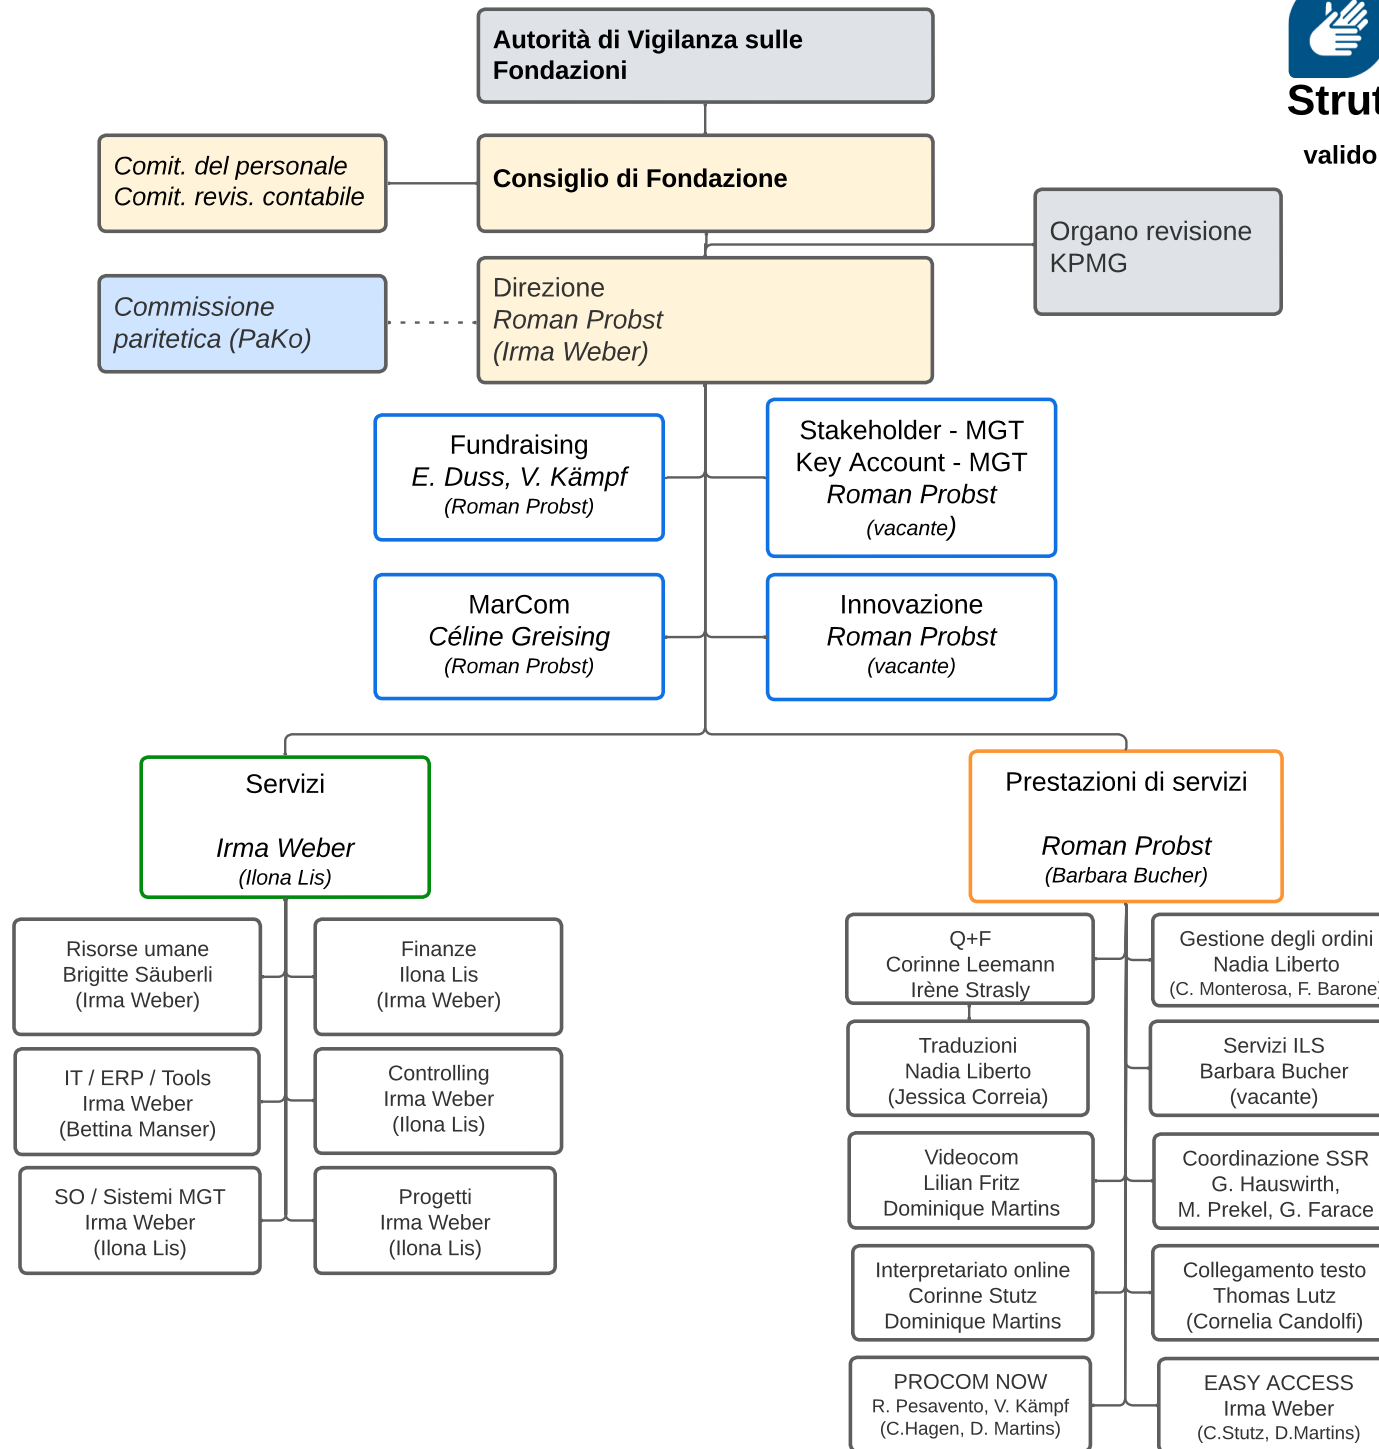 Autorità di Vigilanza sulle
Fondazioni
Comit. del personale
Comit. revis. contabile
Consiglio di Fondazione
valido
Organo revisione
KPMG
Commissione
paritetica (PaKo)
Direzione
Roman Probst
(Irma Weber)
Fundraising
E. Duss, V. Kämpf
(Roman Probst)
Stakeholder - MGT
Key Account - MGT
Roman Probst
(vacante)
MarCom
Céline Greising
(Roman Probst)
Innovazione
Roman Probst
(vacante)
Servizi
Irma Weber
(Ilona Lis)
Prestazioni di servizi
Roman Probst
(Barbara Bucher)
Risorse umane
Brigitte Säuberli
(Irma Weber)
Finanze
Ilona Lis
(Irma Weber)
IT / ERP / Tools
Irma Weber
(Bettina Manser)
Controlling
Irma Weber
(Ilona Lis)
SO / Sistemi MGT
Irma Weber
(Ilona Lis)
Progetti
Irma Weber
(Ilona Lis)
Q+F
Corinne Leemann
Irène Strasly
Gestione degli ordini
Nadia Liberto
(C. Monterosa, F. Barone)
Traduzioni
Nadia Liberto
(Jessica Correia)
Servizi ILS
Barbara Bucher
(vacante)
Videocom
Lilian Fritz
Dominique Martins
Coordinazione SSR
G. Hauswirth,
M. Prekel, G. Farace
Interpretariato online
Corinne Stutz
Dominique Martins
Collegamento testo
Thomas Lutz
(Cornelia Candolfi)
PROCOM NOW
R. Pesavento, V. Kämpf
(C.Hagen, D. Martins)
EASY ACCESS
Irma Weber
(C.Stutz, D.Martins)